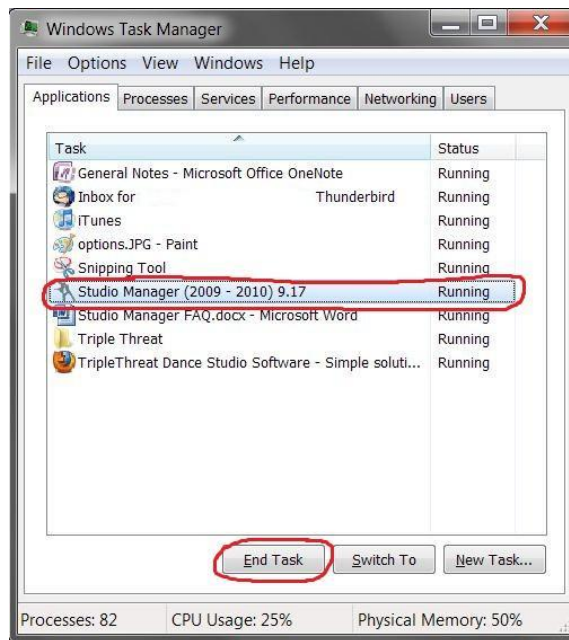 Windows Task Manager
File Options View Windows Help
Applications Processes Services Performance Networking Users
Task Status
General Notes - Microsoft Office OneNote Running
Inbox for Thunderbird Running
iTunes Running
options.JPG - Paint Running
Snipping Tool Running
Studio Manager (2009 - 2010) 9.17 Running
Studio Manager FAQ.docx - Microsoft Word Running
Triple Threat Running
TripleThreat Dance Studio Software - Simple soluti... Running
End Task Switch To New Task...
Processes: 82 CPU Usage: 25% Physical Memory: 50%